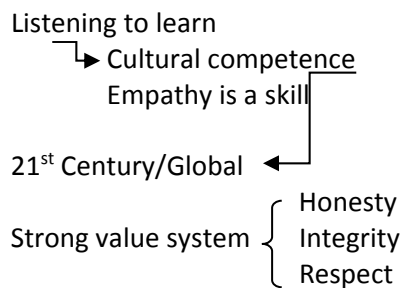 Listening to learn
Cultural competence
Empathy is a skill
21st Century/Global
Honesty
Strong value system
Integrity
Respect